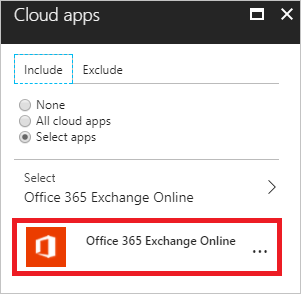 Cloud apps
Include Exclude
None
All cloud apps
Select apps
Select
Office 365 Exchange Online
Office 365 Exchange Online ...